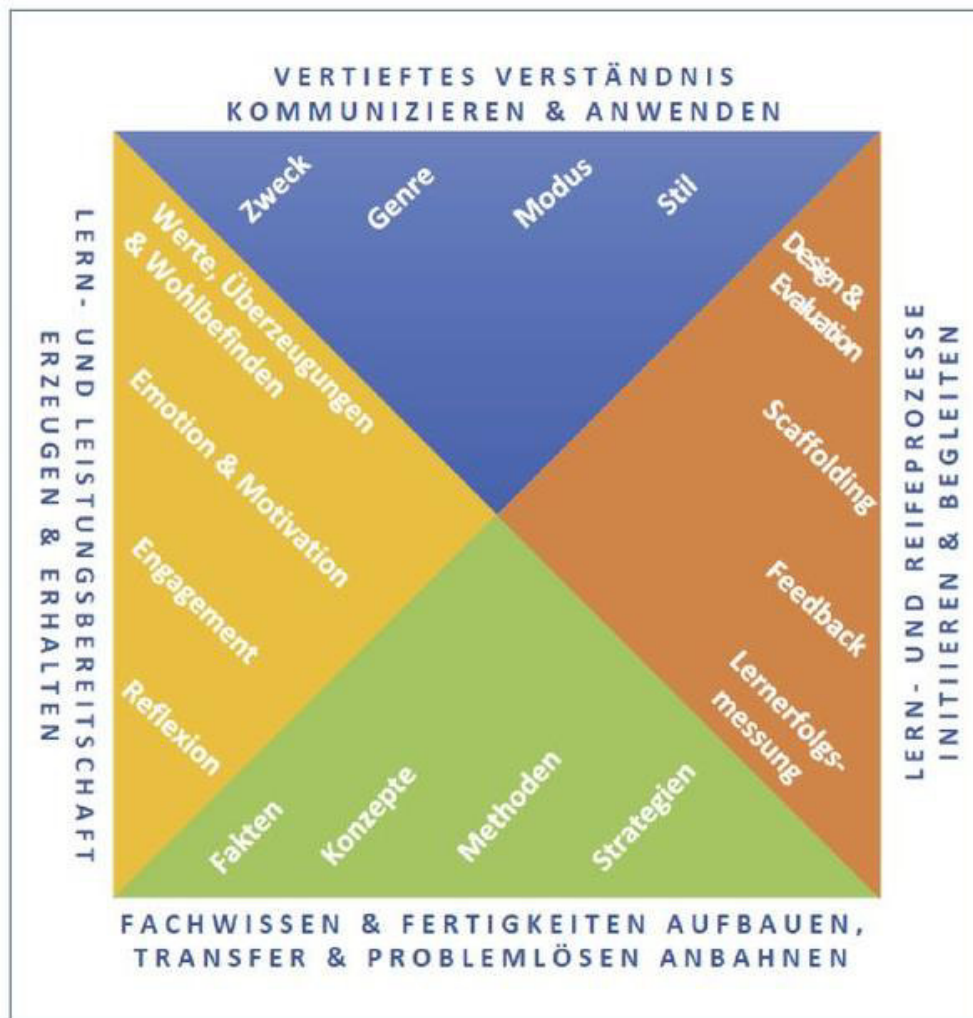 VERTIEFTES VERSTÄNDNIS
KOMMUNIZIEREN & ANWENDEN
Zweck
Genre
Modus
Stil
LERN- UND LEISTUNGSBEREITSCHAFT
ERZEUGEN & ERHALTEN
Werte, Überzeugungen
& Wohlbefinden
Emotion & Motivation
Engagement
Reflexion
Design &
Evaluation
Scaffolding
Feedback
Lernerfolgs-
messung
LERN- UND REIFEPROZESSE
INITIIEREN & BEGLEITEN
Fakten
Konzepte
Methoden
Strategien
FACHWISSEN & FERTIGKEITEN AUFBAUEN,
TRANSFER & PROBLEMLÖSEN ANBAHNEN